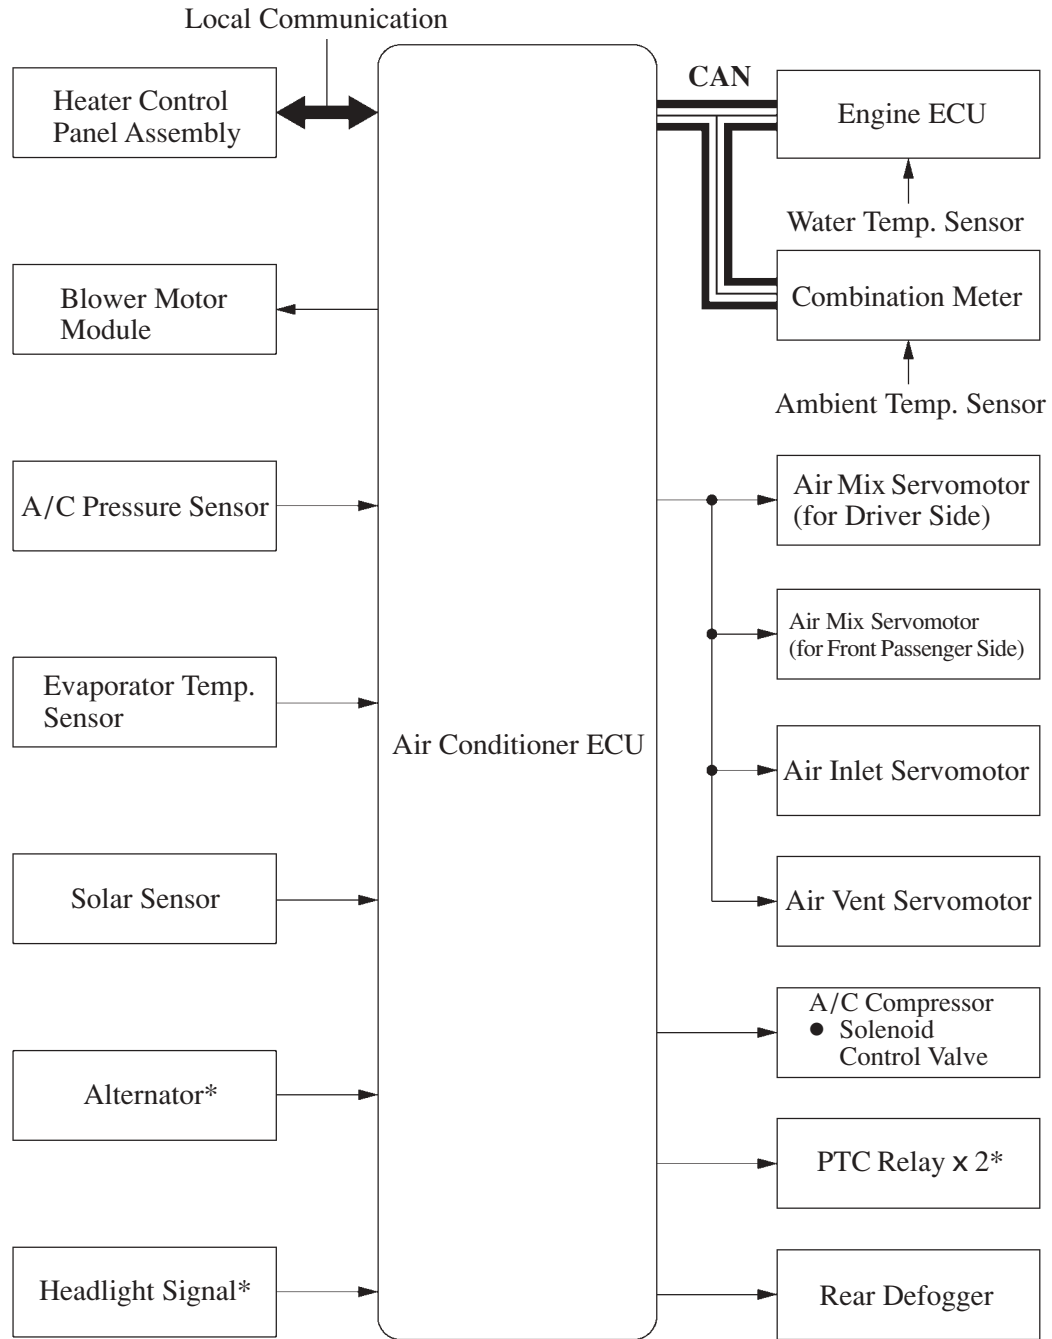 Local Communication
Heater Control
Panel Assembly
CAN
Engine ECU
Water Temp. Sensor
Blower Motor
Module
Combination Meter
Ambient Temp. Sensor
A/C Pressure Sensor
Air Mix Servomotor
(for Driver Side)
Air Mix Servomotor
(for Front Passenger Side)
Evaporator Temp.
Sensor
Air Conditioner ECU
Air Inlet Servomotor
Solar Sensor
Air Vent Servomotor
A/C Compressor
● Solenoid
Control Valve
Alternator*
PTC Relay x 2*
Headlight Signal*
Rear Defogger